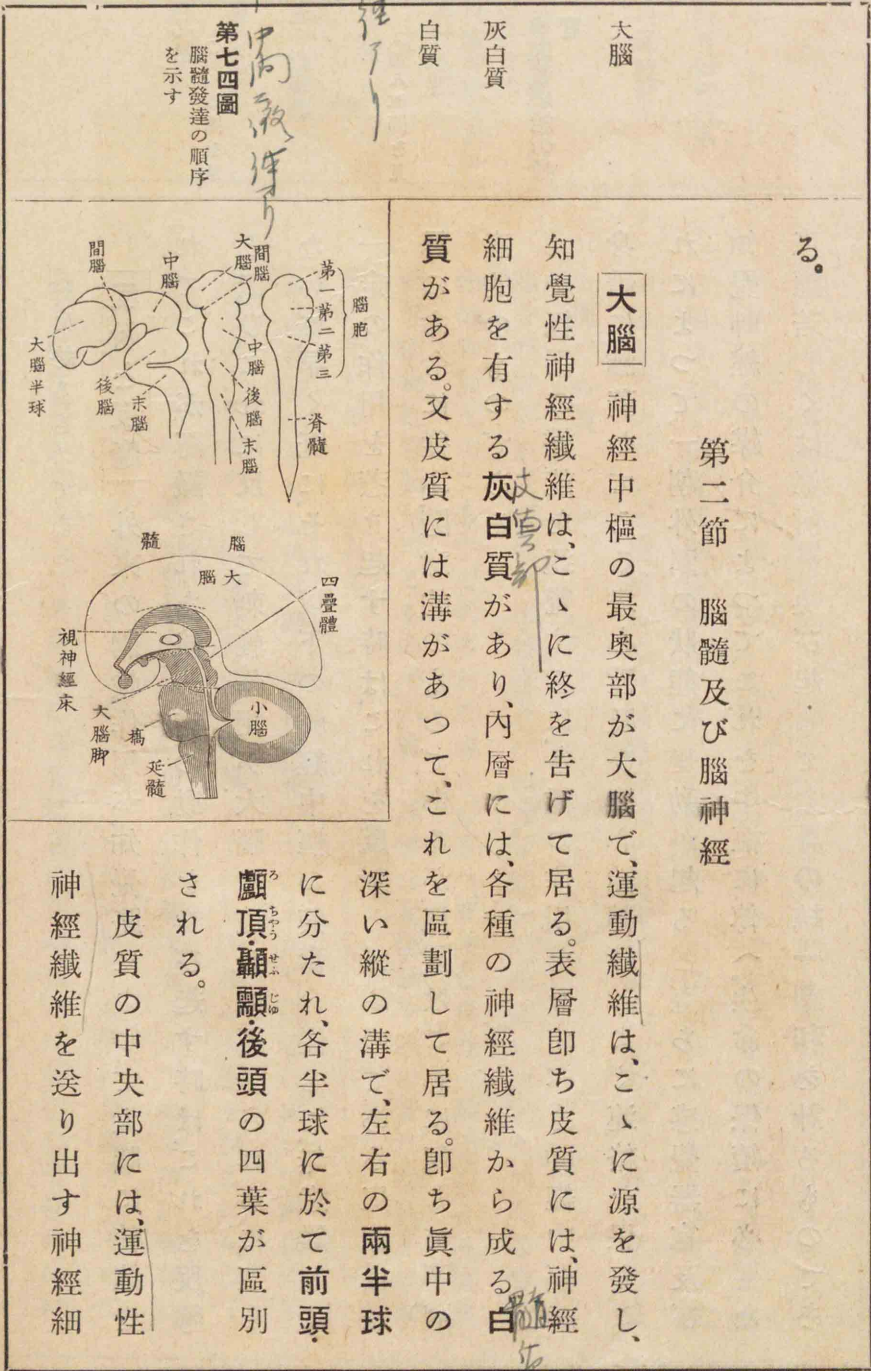 る。
第二節 腦髓及び腦神經
大腦 神經中樞の最奧部が大腦で、運動纖維は、こゝに源を發し、
知覺性神經纖維は、こゝに終を告げて居る。表層卽ち皮質には、神經
細胞を有する灰白質があり、內層には、各種の神經纖維から成る白
質がある。又皮質には溝があつて、これを區劃して居る。卽ち眞中の
深い縱の溝で、左右の兩半球
に分たれ、各半球に於て前頭・
顱頂・顳顬・後頭の四葉が區別
ろ ちやう せふ じゆ
される。
皮質の中央部には、運動性
神經纖維を送り出す神經細
大腦
灰白質
白質
第七四圖
腦髓發達の順序
を示す
腦胞
第一
第二
第三
脊髓
間腦
大腦
中腦
後腦
末腦
中腦
間腦
大腦半球
後腦
末腦
腦
髓
大腦
四疊體
視神經床
大腦脚
橋
延髓
小腦